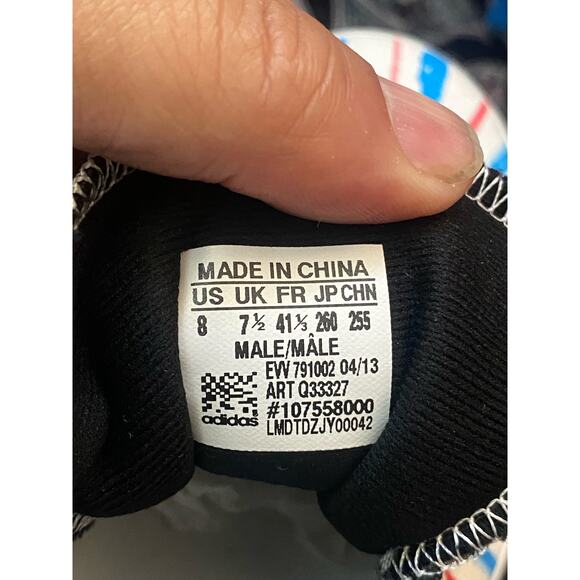 MADE IN CHINA
US UK FR JP CHN
8 7½ 41⅓ 260 255
MALE/MÂLE
EVV 791002 04/13
ART Q33327
#107558000
adidas LMDTDZJY00042